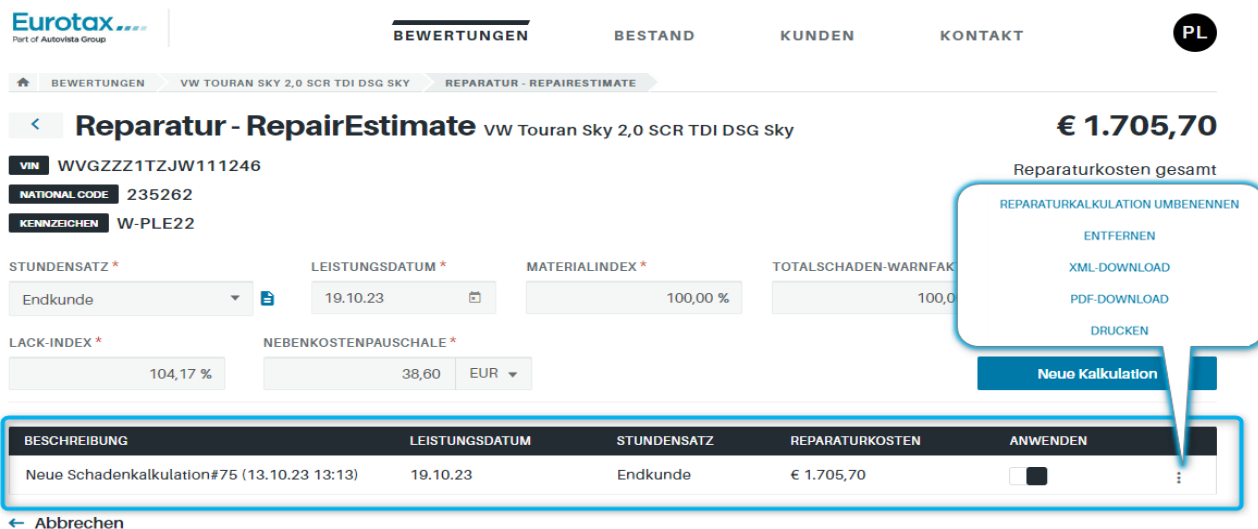 Eurotax....
Part of Autovista Group
BEWERTUNGEN BESTAND KUNDEN KONTAKT PL
BEWERTUNGEN VW TOURAN SKY 2,0 SCR TDI DSG SKY REPARATUR - REPAIRESTIMATE
Reparatur - RepairEstimate VW Touran Sky 2,0 SCR TDI DSG Sky € 1.705,70
VIN WVGZZZ1TZJW111246
Reparaturkosten gesamt
NATIONAL CODE 235262
KENNZEICHEN W-PLE22
REPARATURKALKULATION UMBENENNEN
ENTFERNEN
XML-DOWNLOAD
PDF-DOWNLOAD
DRUCKEN
STUNDENSATZ * LEISTUNGSDATUM * MATERIALINDEX * TOTALSCHADEN-WARNFAK
Endkunde 19.10.23 100,00 % 100,0
LACK-INDEX * NEBENKOSTENPAUSCHALE *
104,17 % 38,60 EUR Neue Kalkulation
BESCHREIBUNG LEISTUNGSDATUM STUNDENSATZ REPARATURKOSTEN ANWENDEN
Neue Schadenkalkulation#75 (13.10.23 13:13) 19.10.23 Endkunde € 1.705,70
← Abbrechen